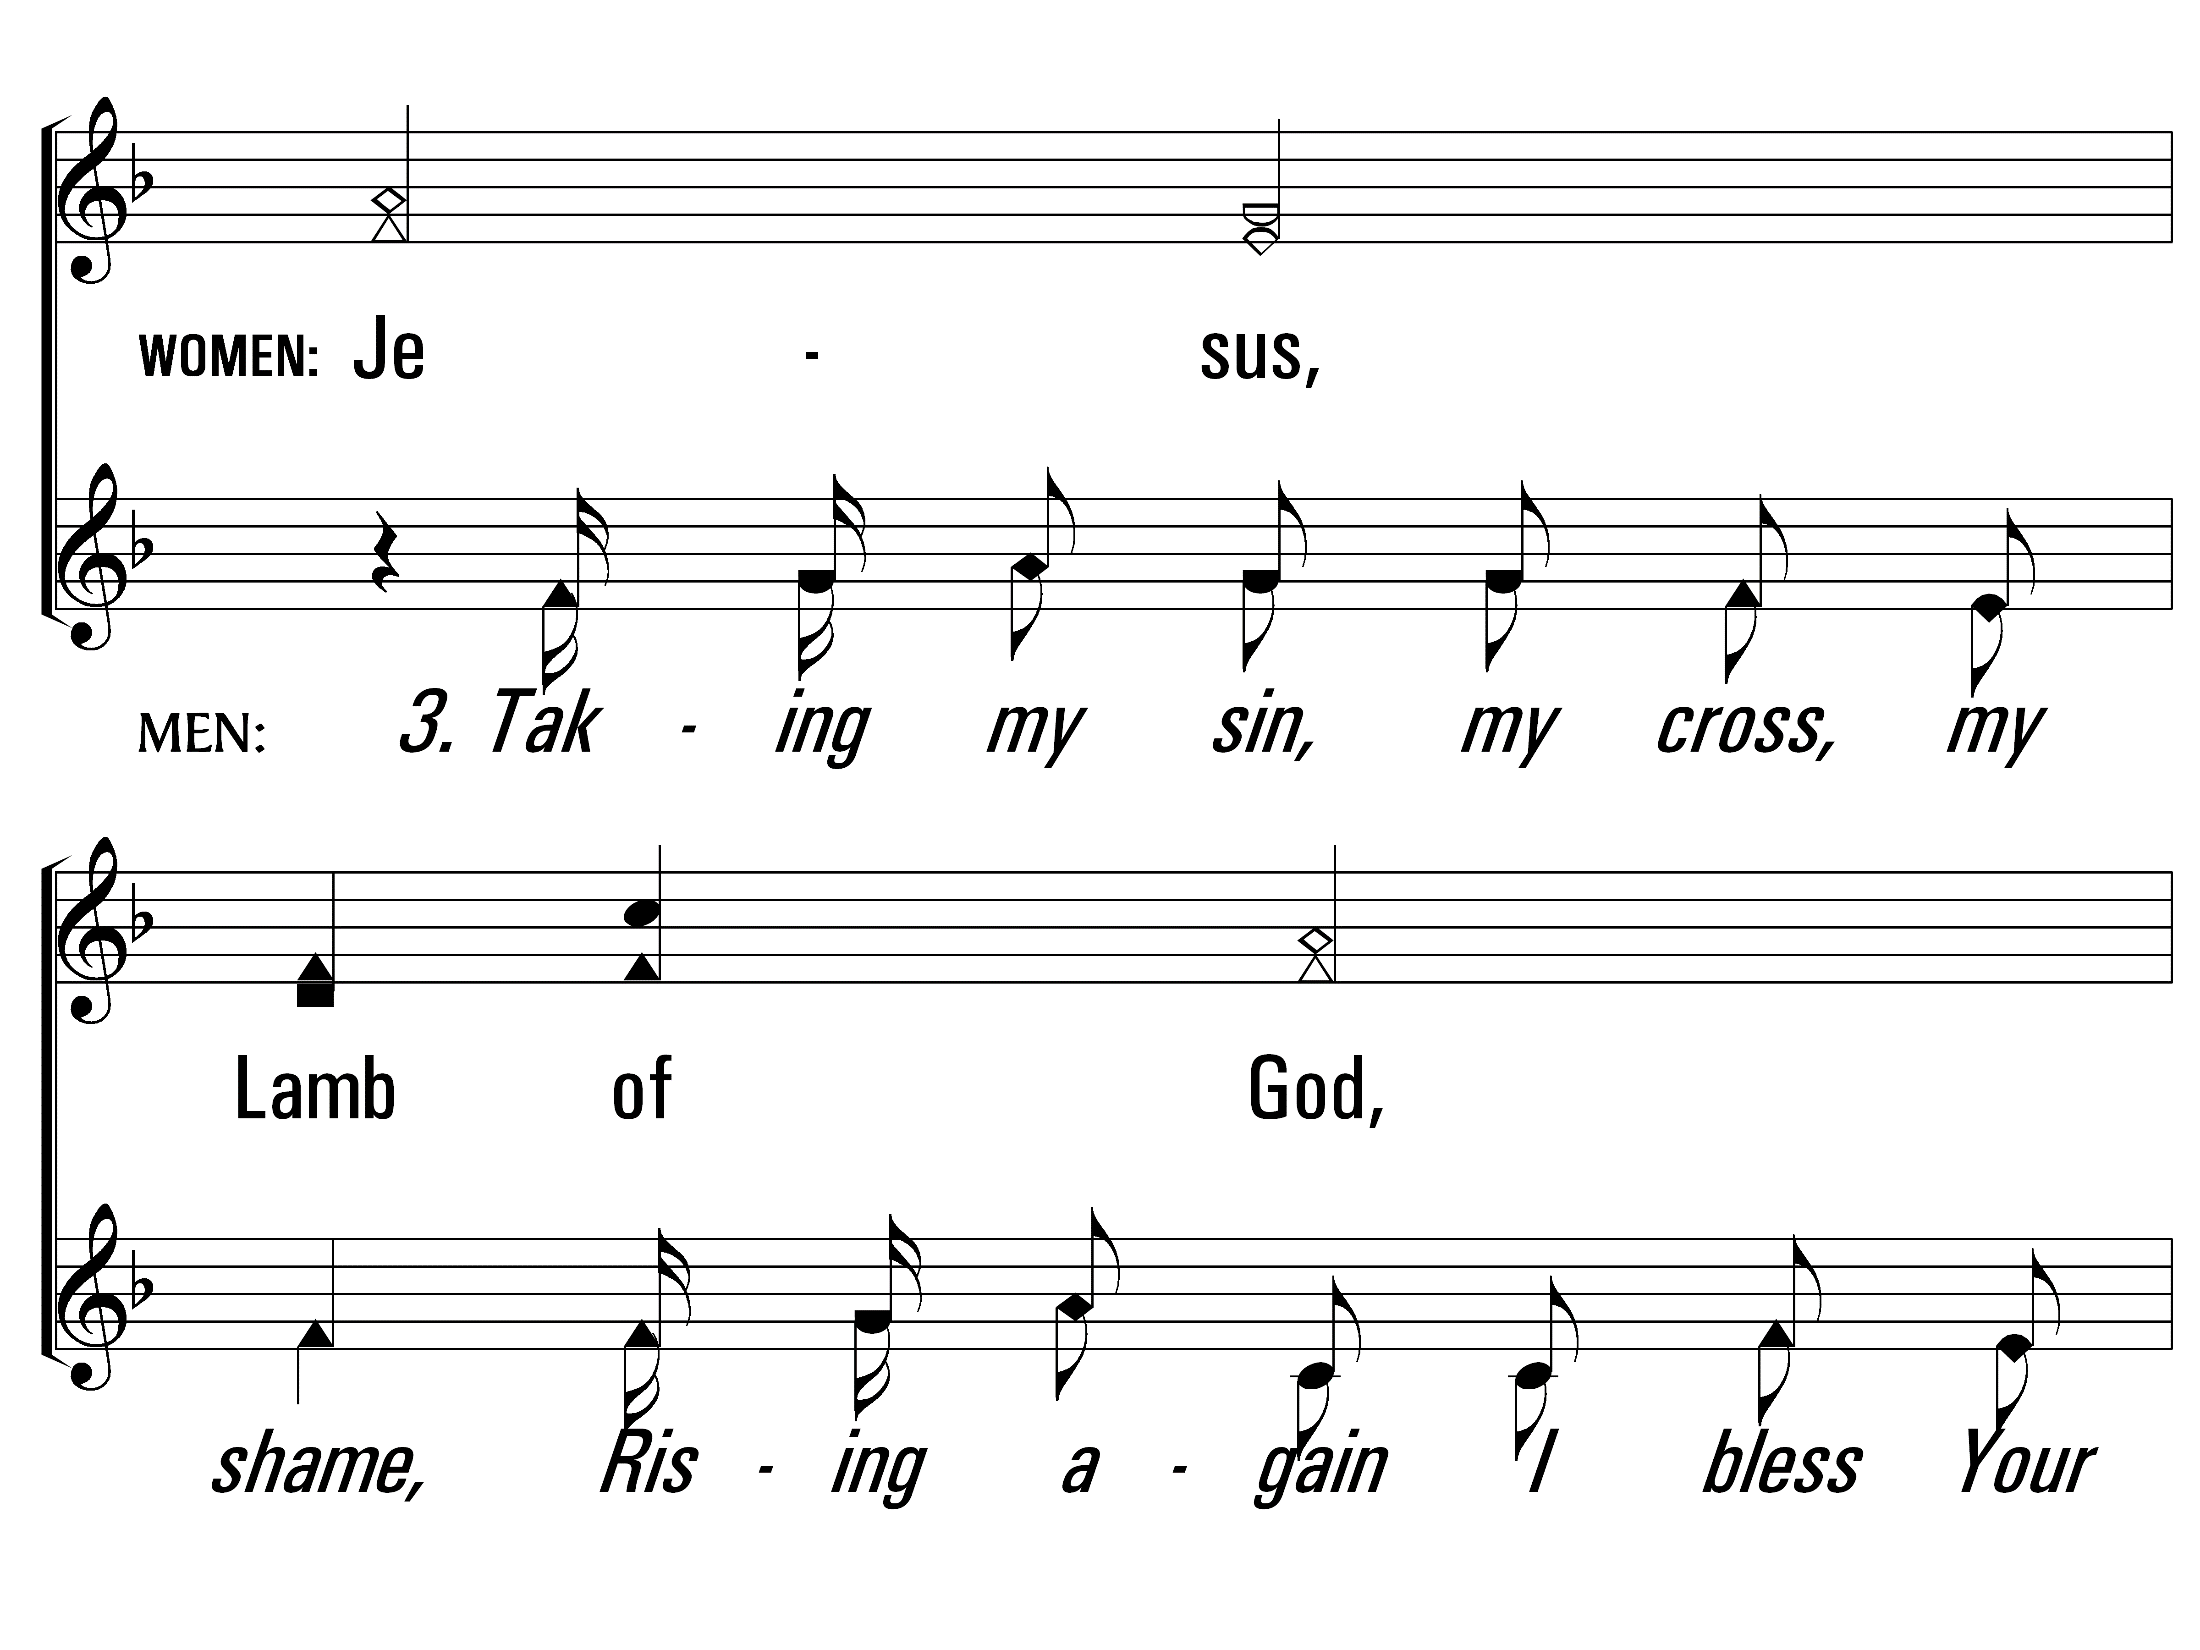 WOMEN: Je - sus,
MEN: 3. Tak - ing my sin, my cross, my
Lamb of God,
shame, Ris - ing a - gain I bless Your